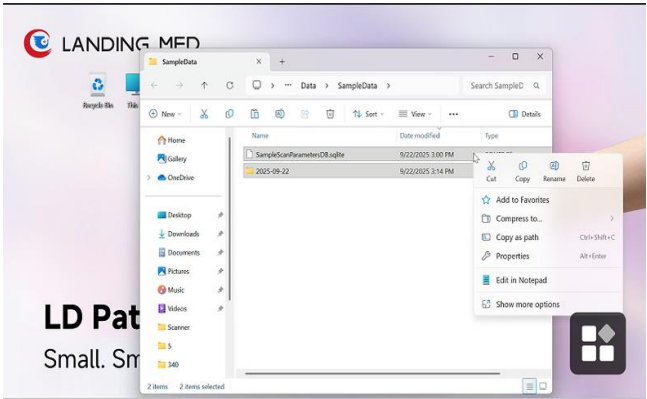 LANDING MED
SampleData
Data > SampleData >
Search SampleD
New
Sort
View
Details
Home
Gallery
OneDrive
Desktop
Downloads
Documents
Pictures
Music
Videos
Scanner
5
340
Name Date modified Type
SampleScanParametersDB.sqlite 9/22/2025 3:00 PM
2025-09-22 9/22/2025 3:14 PM
Cut Copy Rename Delete
Add to Favorites
Compress to...
Copy as path Ctrl+Shift+C
Properties Alt+Enter
Edit in Notepad
Show more options
2 items 2 items selected
Recycle Bin This
LD Pat
Small. Sm